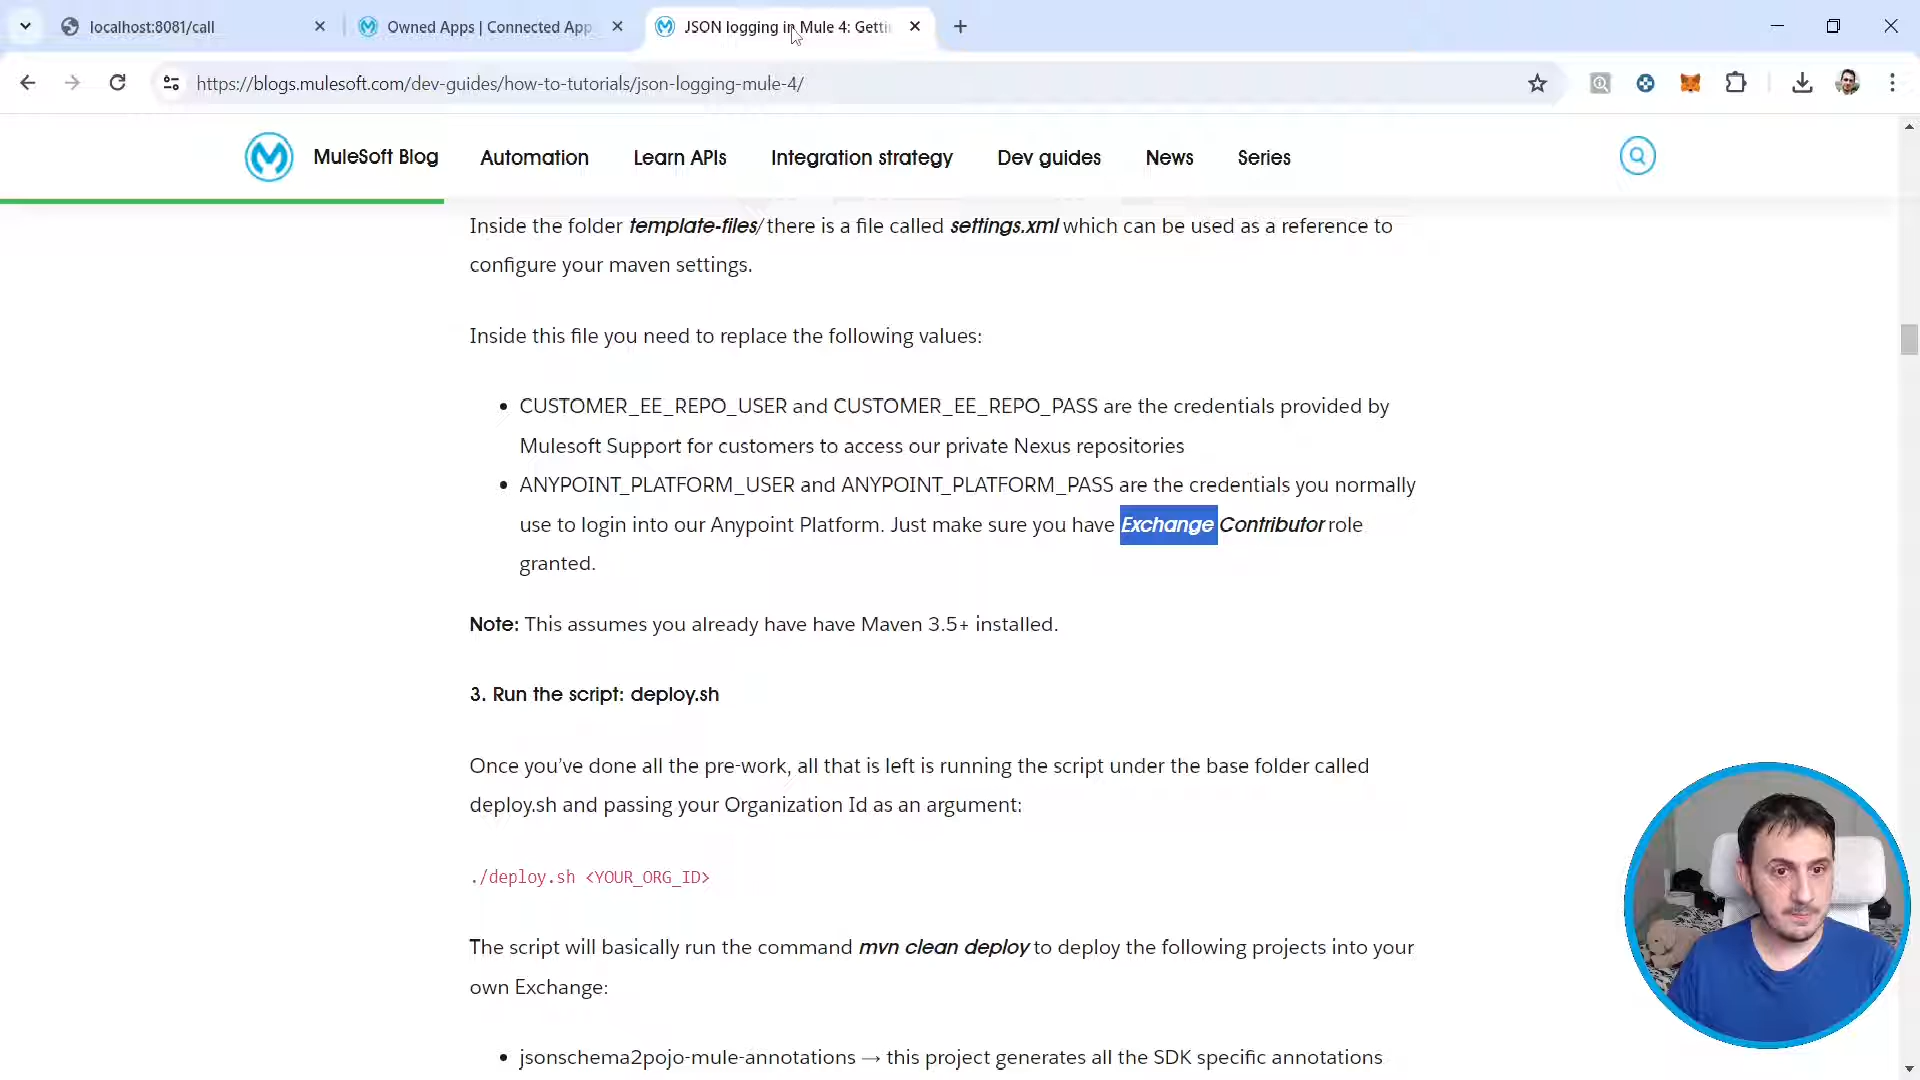 localhost:8081/call
Owned Apps | Connected App
JSON logging in Mule 4: Getti
https://blogs.mulesoft.com/dev-guides/how-to-tutorials/json-logging-mule-4/
MuleSoft Blog Automation Learn APIs Integration strategy Dev guides News Series
Inside the folder template-files/ there is a file called settings.xml which can be used as a reference to
configure your maven settings.
Inside this file you need to replace the following values:
• CUSTOMER_EE_REPO_USER and CUSTOMER_EE_REPO_PASS are the credentials provided by
Mulesoft Support for customers to access our private Nexus repositories
• ANYPOINT_PLATFORM_USER and ANYPOINT_PLATFORM_PASS are the credentials you normally
use to login into our Anypoint Platform. Just make sure you have Exchange Contributor role
granted.
Note: This assumes you already have have Maven 3.5+ installed.
3. Run the script: deploy.sh
Once you’ve done all the pre-work, all that is left is running the script under the base folder called
deploy.sh and passing your Organization Id as an argument:
./deploy.sh <YOUR_ORG_ID>
The script will basically run the command mvn clean deploy to deploy the following projects into your
own Exchange:
• jsonschema2pojo-mule-annotations → this project generates all the SDK specific annotations